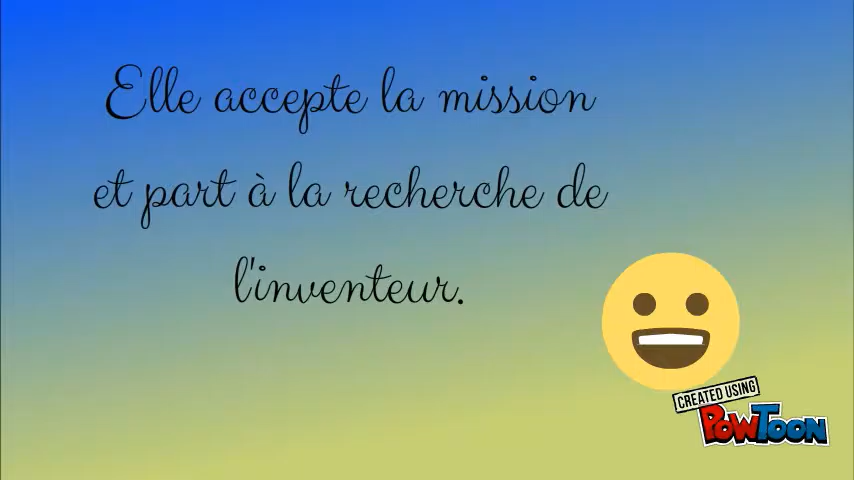 Elle accepte la mission
et part à la recherche de
l'inventeur.
CREATED USING
POWTOON